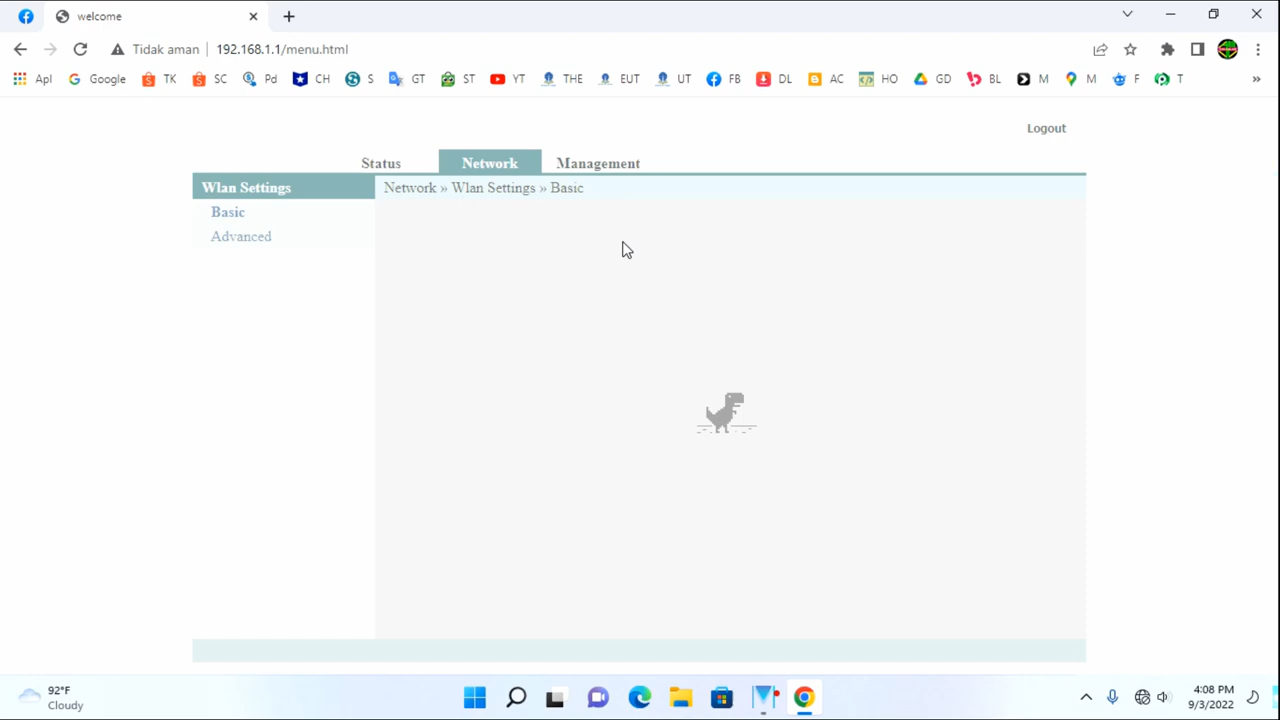 welcome
Tidak aman 192.168.1.1/menu.html
Apl Google TK SC Pd CH S GT ST YT THE EUT UT FB DL AC HO GD BL M M F T »
Logout
Status Network Management
Wlan Settings
Network » Wlan Settings » Basic
Basic
Advanced
92°F
Cloudy
4:08 PM
9/3/2022